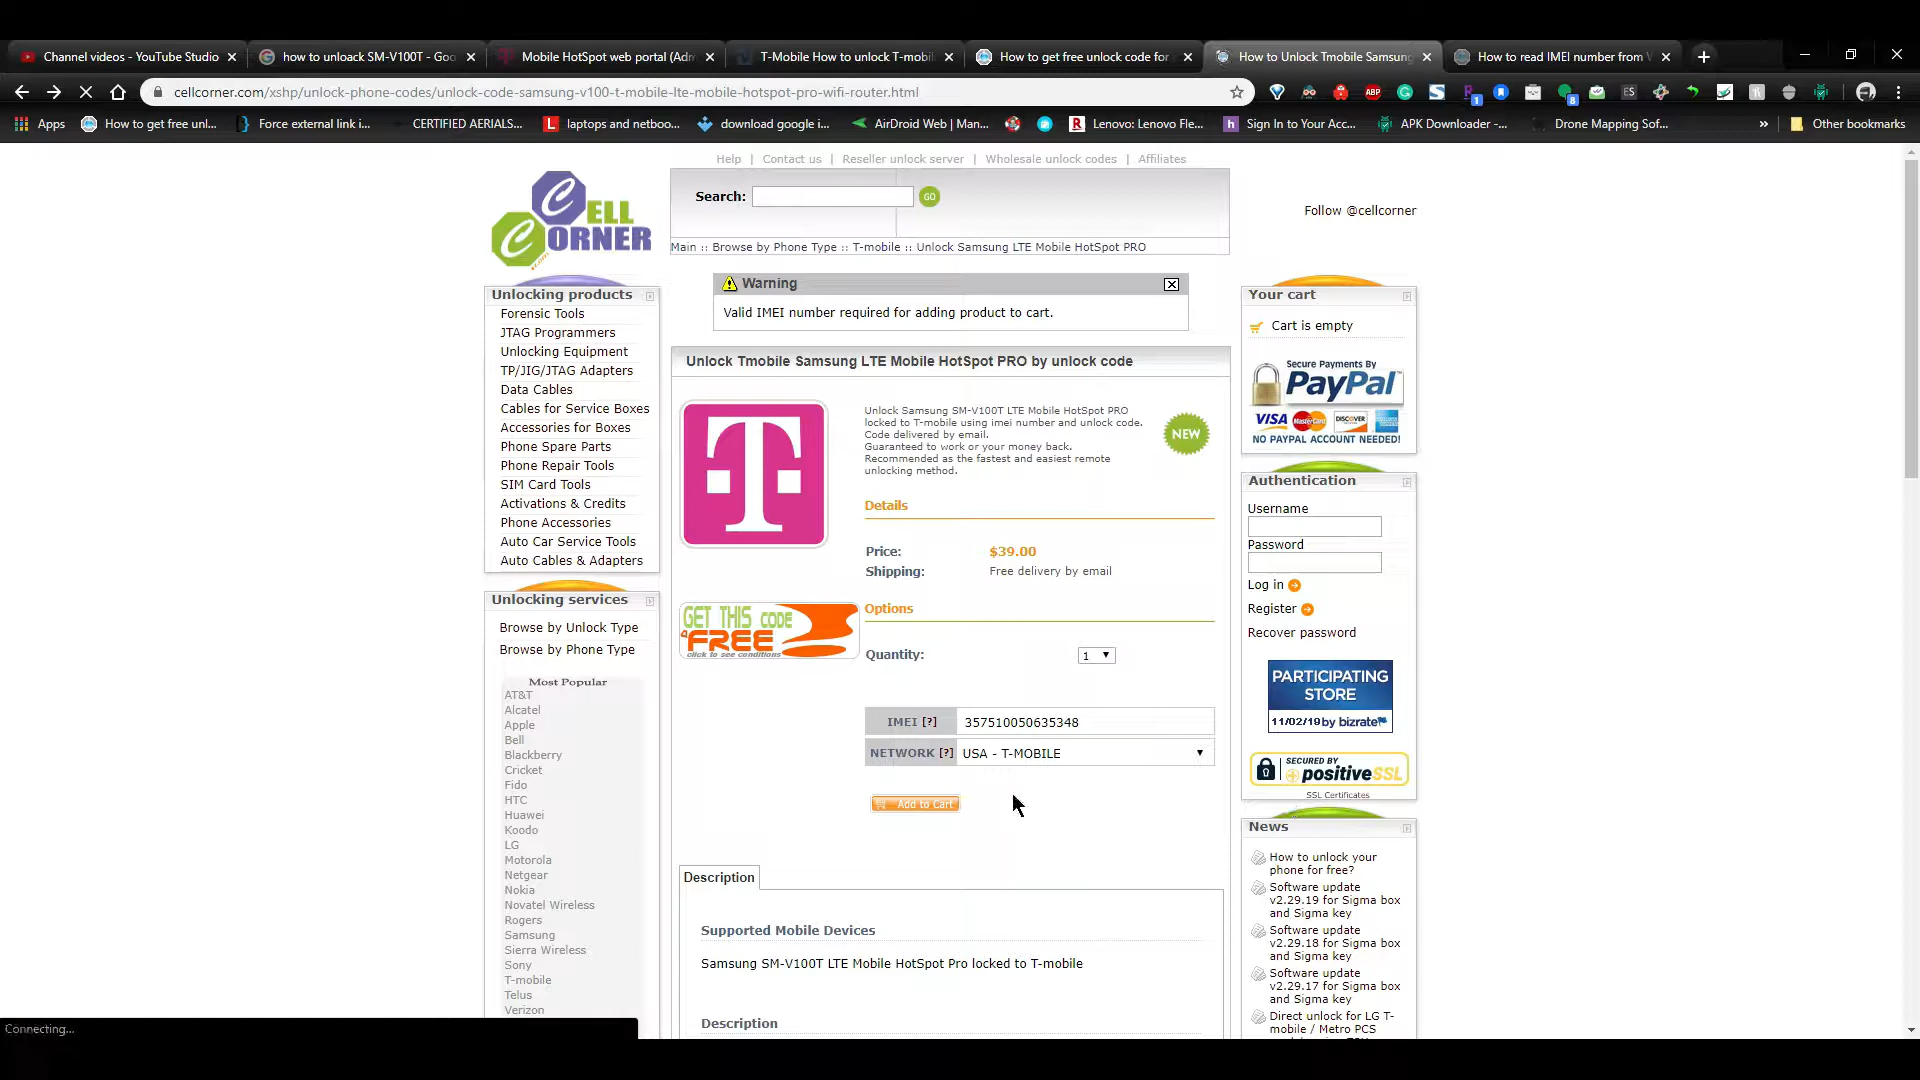 Channel videos - YouTube Studio
how to unloack SM-V100T - Goo
Mobile HotSpot web portal (Adm
T-Mobile How to unlock T-mobil
How to get free unlock code for
How to Unlock Tmobile Samsung
How to read IMEI number from
cellcorner.com/xshp/unlock-phone-codes/unlock-code-samsung-v100-t-mobile-lte-mobile-hotspot-pro-wifi-router.html
Apps
How to get free unl...
Force external link i...
CERTIFIED AERIALS...
laptops and netboo...
download google i...
AirDroid Web | Man...
Lenovo: Lenovo Fle...
Sign In to Your Acc...
APK Downloader -...
Drone Mapping Sof...
»
Other bookmarks
Help | Contact us | Reseller unlock server | Wholesale unlock codes | Affiliates
CELL
CORNER
.com
Search:
GO
Follow @cellcorner
Main :: Browse by Phone Type :: T-mobile :: Unlock Samsung LTE Mobile HotSpot PRO
Warning
Valid IMEI number required for adding product to cart.
Unlocking products
Forensic Tools
JTAG Programmers
Unlocking Equipment
TP/JIG/JTAG Adapters
Data Cables
Cables for Service Boxes
Accessories for Boxes
Phone Spare Parts
Phone Repair Tools
SIM Card Tools
Activations & Credits
Phone Accessories
Auto Car Service Tools
Auto Cables & Adapters
Unlocking services
Browse by Unlock Type
Browse by Phone Type
Most Popular
AT&T
Alcatel
Apple
Bell
Blackberry
Cricket
Fido
HTC
Huawei
Koodo
LG
Motorola
Netgear
Nokia
Novatel Wireless
Rogers
Samsung
Sierra Wireless
Sony
T-mobile
Telus
Verizon
Unlock Tmobile Samsung LTE Mobile HotSpot PRO by unlock code
T
Unlock Samsung SM-V100T LTE Mobile HotSpot PRO
locked to T-mobile using imei number and unlock code.
Code delivered by email.
Guaranteed to work or your money back.
Recommended as the fastest and easiest remote
unlocking method.
NEW
Details
Price: $39.00
Shipping: Free delivery by email
GET THIS CODE
FREE
click to see conditions
Options
Quantity: 1
IMEI [?] 357510050635348
NETWORK [?] USA - T-MOBILE
Add to Cart
Description
Supported Mobile Devices
Samsung SM-V100T LTE Mobile HotSpot Pro locked to T-mobile
Description
Your cart
Cart is empty
Secure Payments By
PayPal
VISA MasterCard DISCOVER
NO PAYPAL ACCOUNT NEEDED!
Authentication
Username
Password
Log in
Register
Recover password
PARTICIPATING
STORE
11/02/19 by bizrate
SECURED BY
positiveSSL
SSL Certificates
News
How to unlock your
phone for free?
Software update
v2.29.19 for Sigma box
and Sigma key
Software update
v2.29.18 for Sigma box
and Sigma key
Software update
v2.29.17 for Sigma box
and Sigma key
Direct unlock for LG T-
mobile / Metro PCS
Connecting...